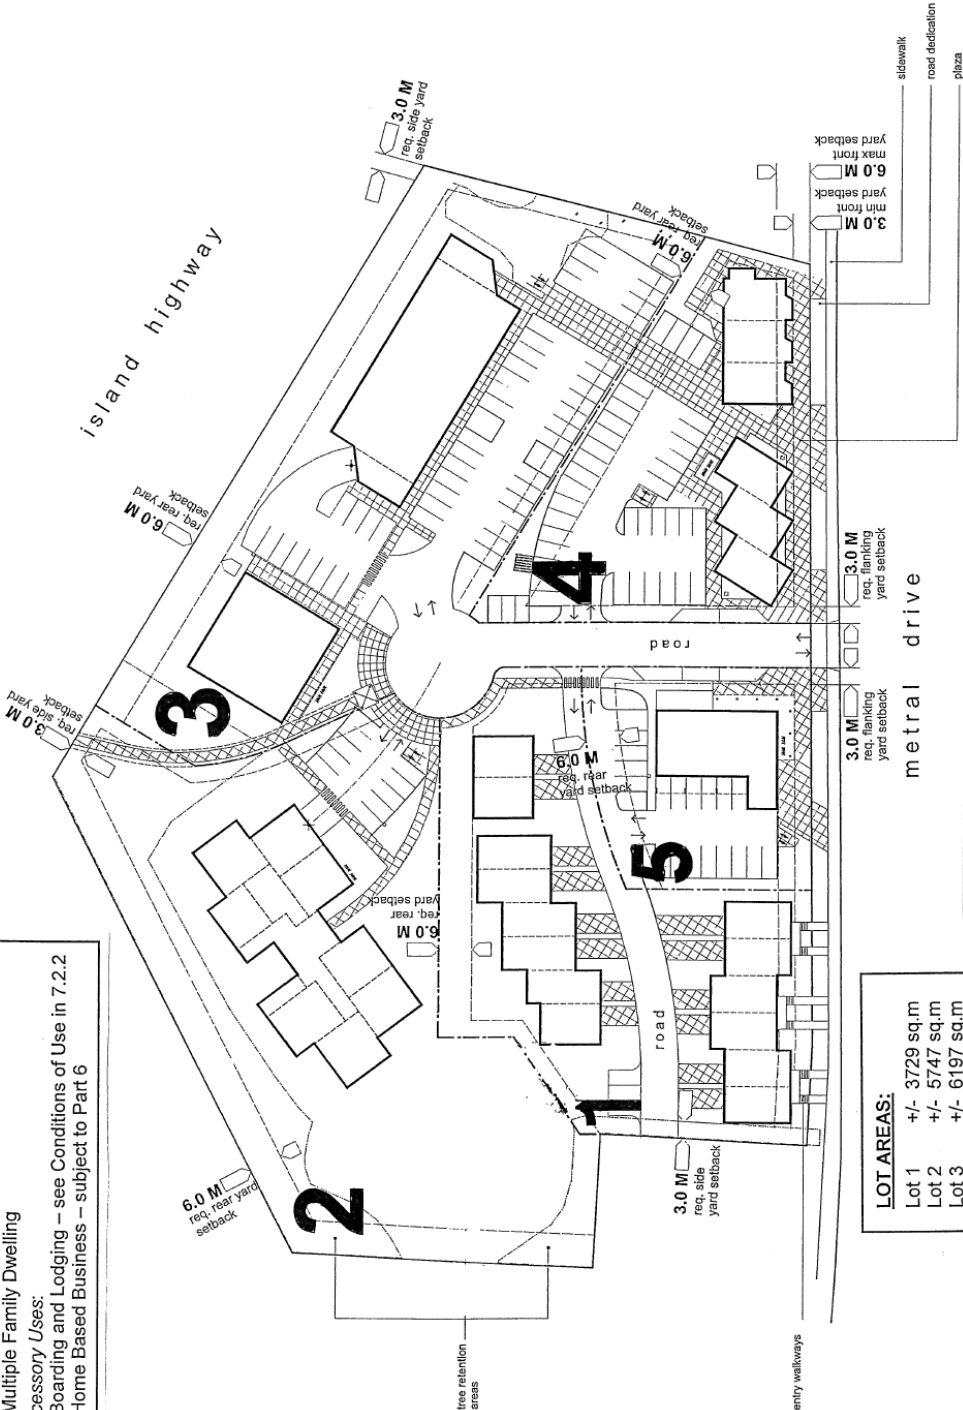 Multiple Family Dwelling
cessory Uses:
Boarding and Lodging – see Conditions of Use in 7.2.2
Home Based Business – subject to Part 6
island highway
3.0 M
req. side yard
setback
6.0 M
req. rear yard
setback
3.0 M
req. side yard
setback
6.0 M
req. rear yard
setback
6.0 M
max front
yard setback
3.0 M
min front
yard setback
sidewalk
road dedication
plaza
3
4
road
3.0 M
req. flanking
yard setback
3.0 M
req. flanking
yard setback
metral drive
6.0 M
req. rear
yard setback
5
6.0 M
req. rear
yard setback
road
1
3.0 M
req. side
yard setback
2
6.0 M
req. rear yard
setback
tree retention
areas
entry walkways
LOT AREAS:
Lot 1 +/- 3729 sq.m
Lot 2 +/- 5747 sq.m
Lot 3 +/- 6197 sq.m